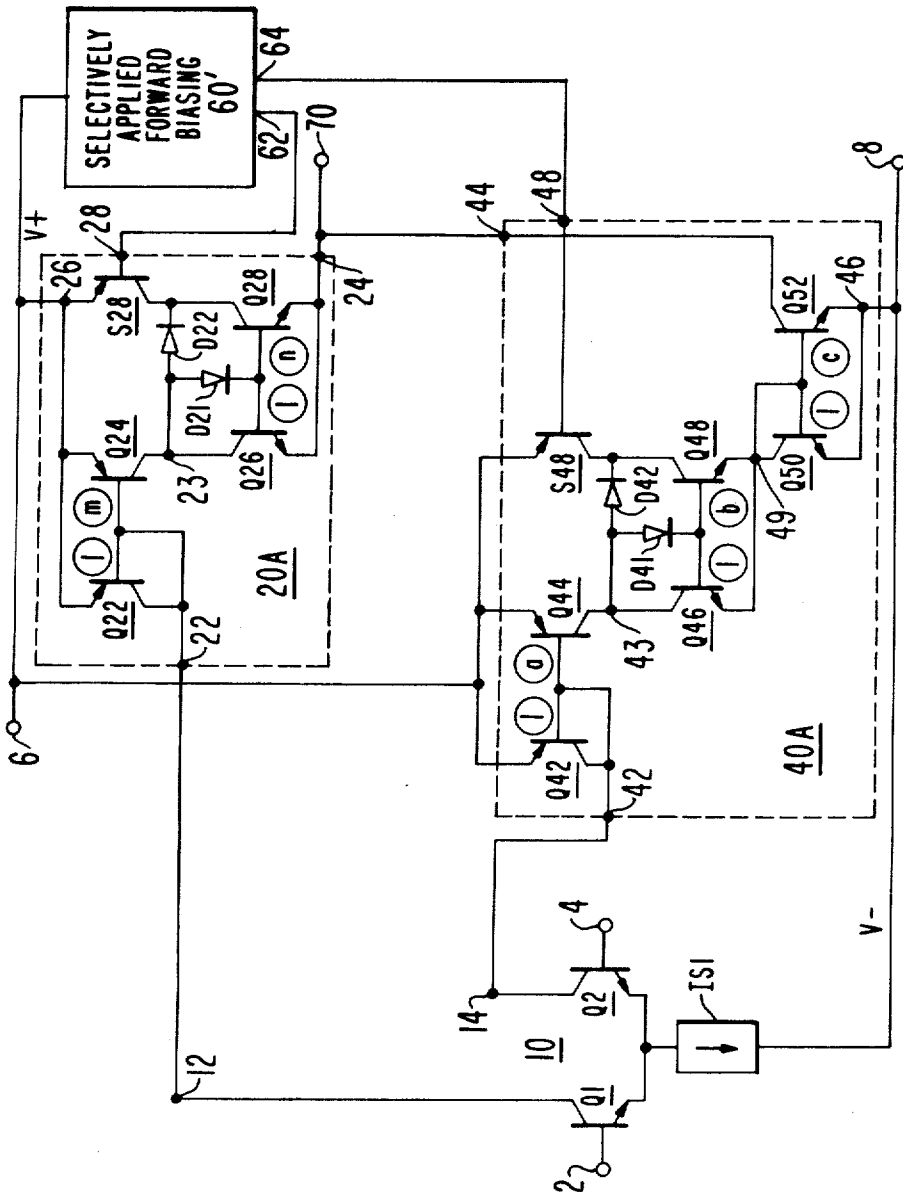 6
V+
SELECTIVELY
APPLIED
FORWARD
BIASING
60'
62
64
26
28
S28
Q22
1
m
Q24
22
23
D22
D21
Q26
1
n
Q28
20A
24
70
12
44
48
Q42
1
a
Q44
S48
42
43
D42
D41
Q46
1
b
Q48
49
Q50
1
c
Q52
46
40A
14
10
2
Q1
Q2
4
IS1
V-
8